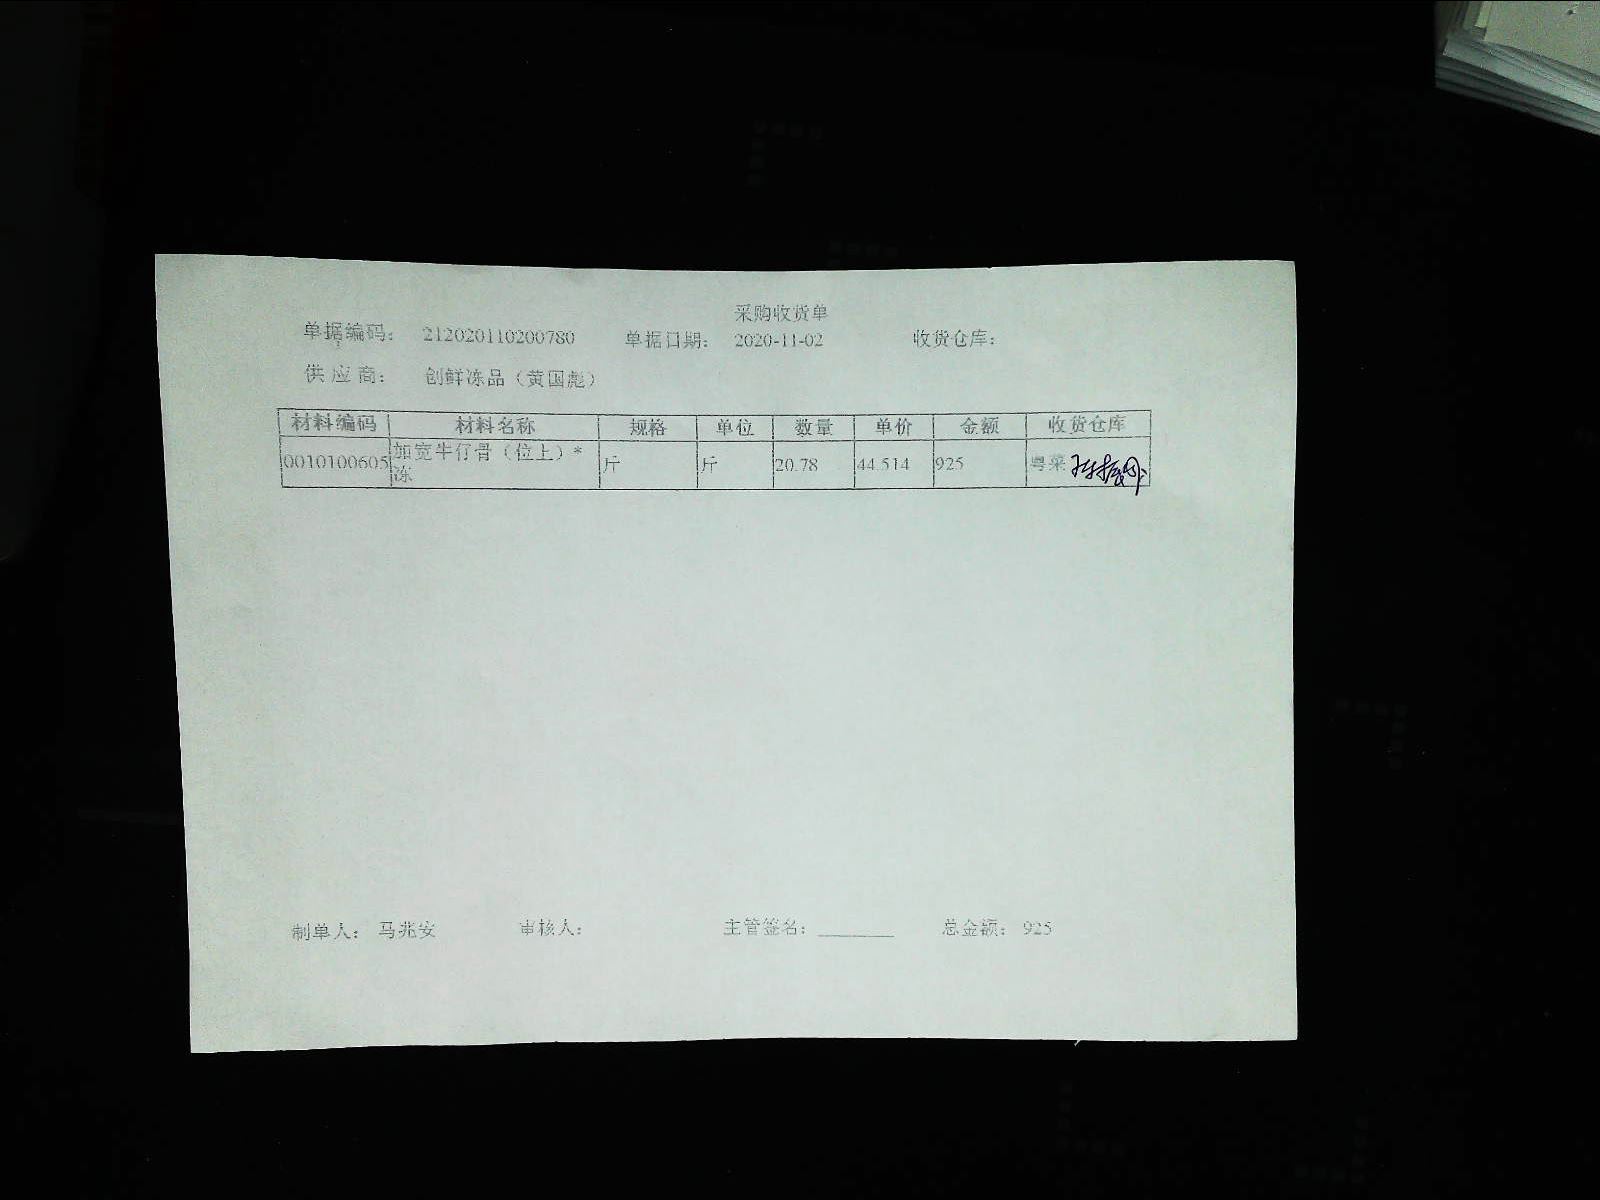 采购收货单
单据编码： 212020110200780 单据日期： 2020-11-02 收货仓库：
供 应 商： 创鲜冻品（黄国彪）
材料编码 材料名称 规格 单位 数量 单价 金额 收货仓库
0010100605 加宽牛仔骨（位上）*冻 斤 斤 20.78 44.514 925 粤菜
制单人： 马兆安 审核人： 主管签名：________ 总金额： 925